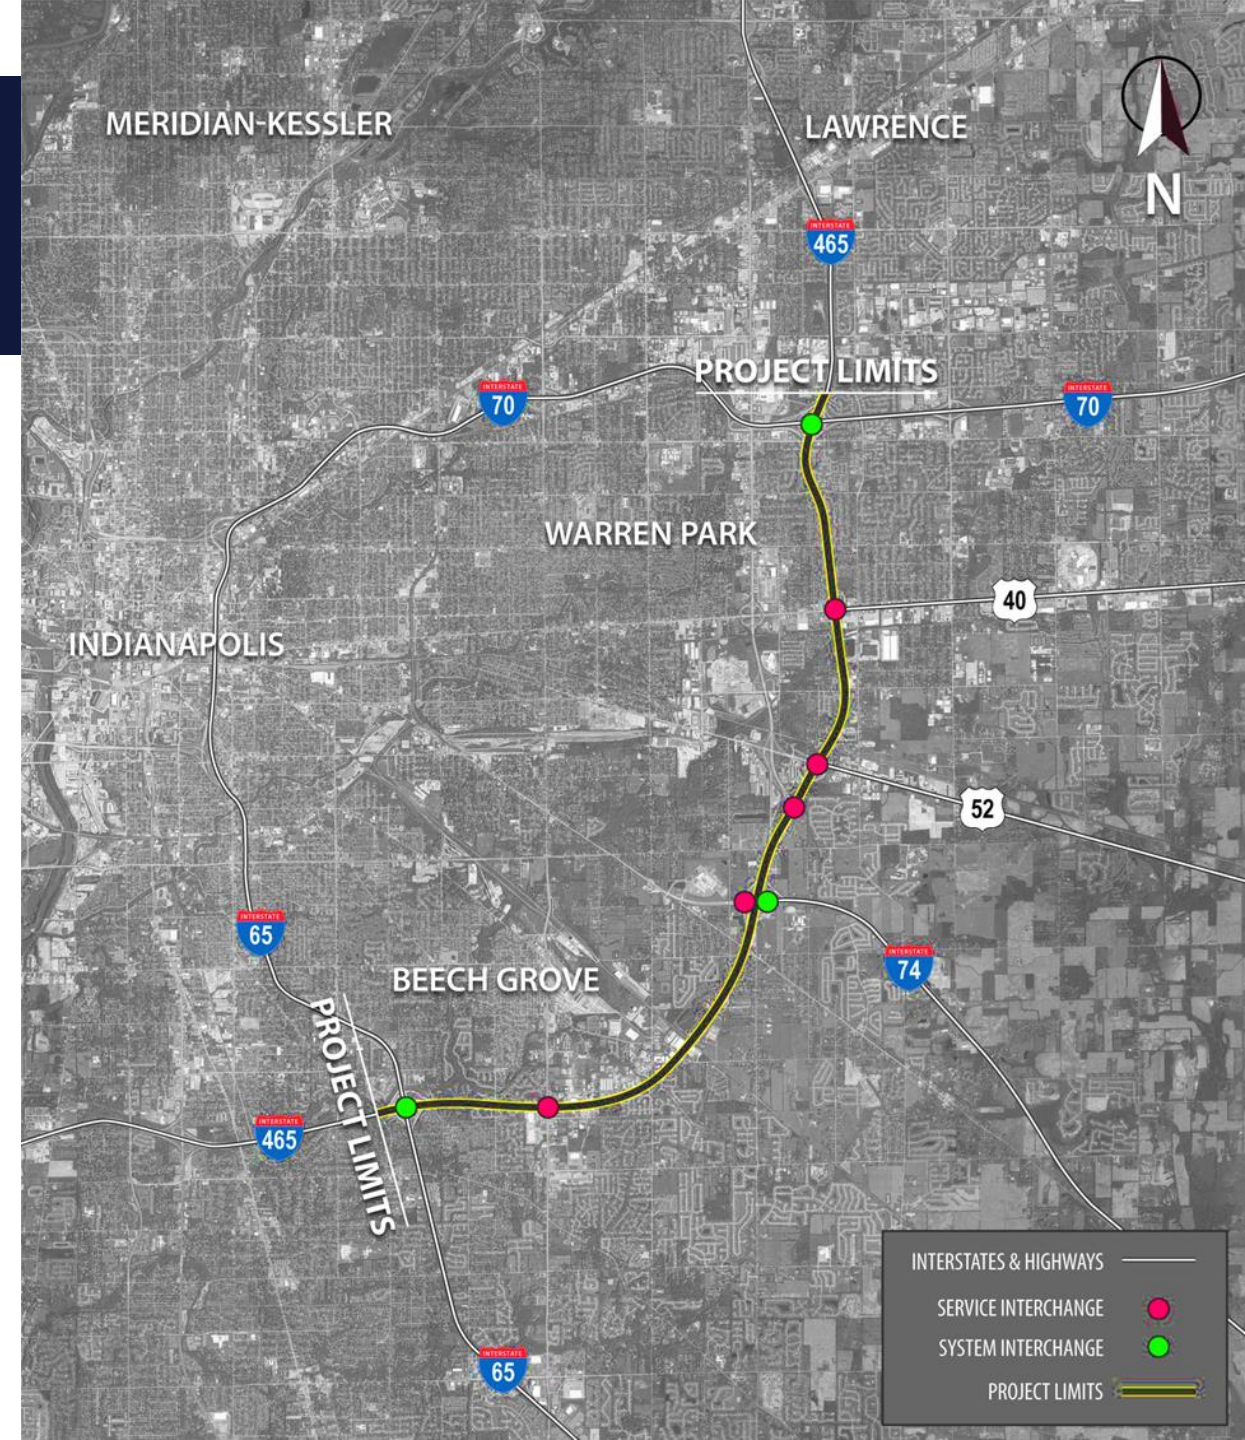 MERIDIAN-KESSLER
LAWRENCE
N
INTERSTATE
465
PROJECT LIMITS
INTERSTATE
70
INTERSTATE
70
WARREN PARK
40
INDIANAPOLIS
52
INTERSTATE
65
INTERSTATE
74
BEECH GROVE
PROJECT LIMITS
INTERSTATE
465
INTERSTATE
65
INTERSTATES & HIGHWAYS
SERVICE INTERCHANGE
SYSTEM INTERCHANGE
PROJECT LIMITS